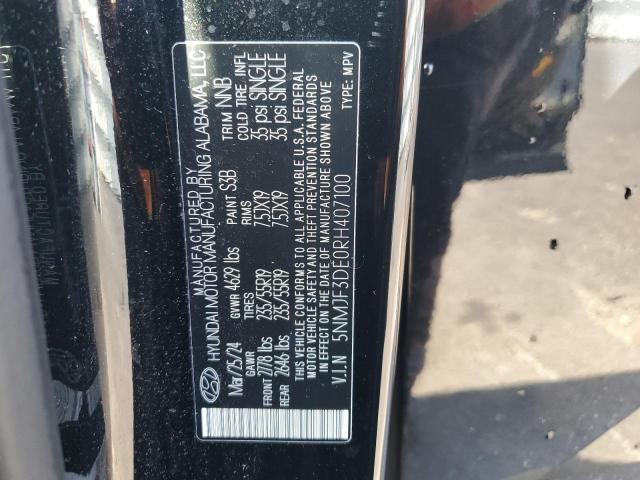 MANUFACTURED BY
HYUNDAI MOTOR MANUFACTURING ALABAMA, LLC
Mar/25/24 GVWR 4629 lbs PAINT S3B TRIM NNB
GAWR TIRES RIMS COLD TIRE INFL
FRONT 2778 lbs 235/55R19 7.5JX19 35 psi SINGLE
REAR 2646 lbs 235/55R19 7.5JX19 35 psi SINGLE
THIS VEHICLE CONFORMS TO ALL APPLICABLE U.S.A. FEDERAL
MOTOR VEHICLE SAFETY, AND THEFT PREVENTION STANDARDS
IN EFFECT ON THE DATE OF MANUFACTURE SHOWN ABOVE.
V.I.N 5NMJF3DE0RH407100 TYPE: MPV